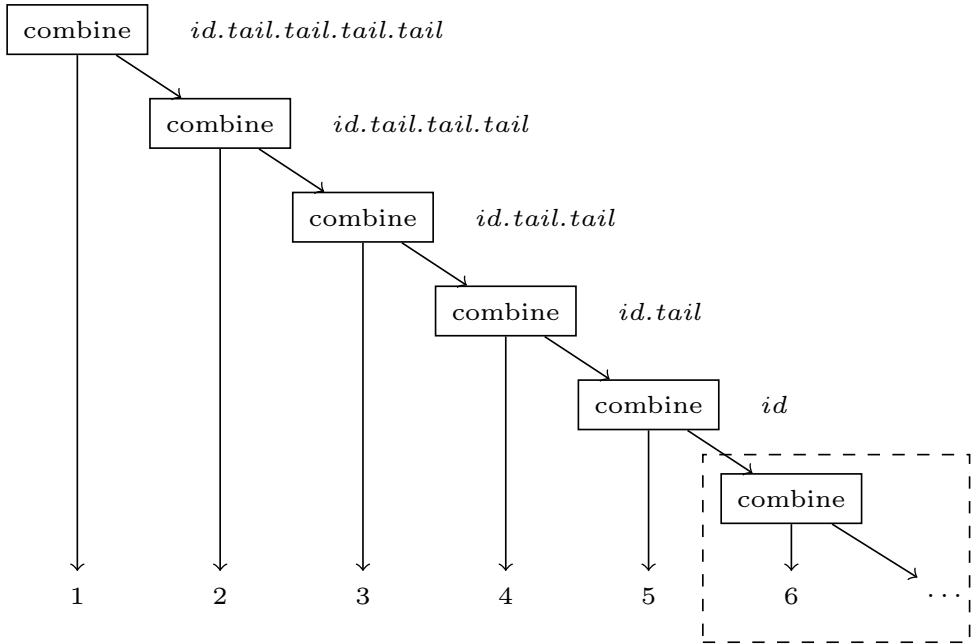 combine id.tail.tail.tail.tail
combine id.tail.tail.tail
combine id.tail.tail
combine id.tail
combine id
combine
1 2 3 4 5 6 ...